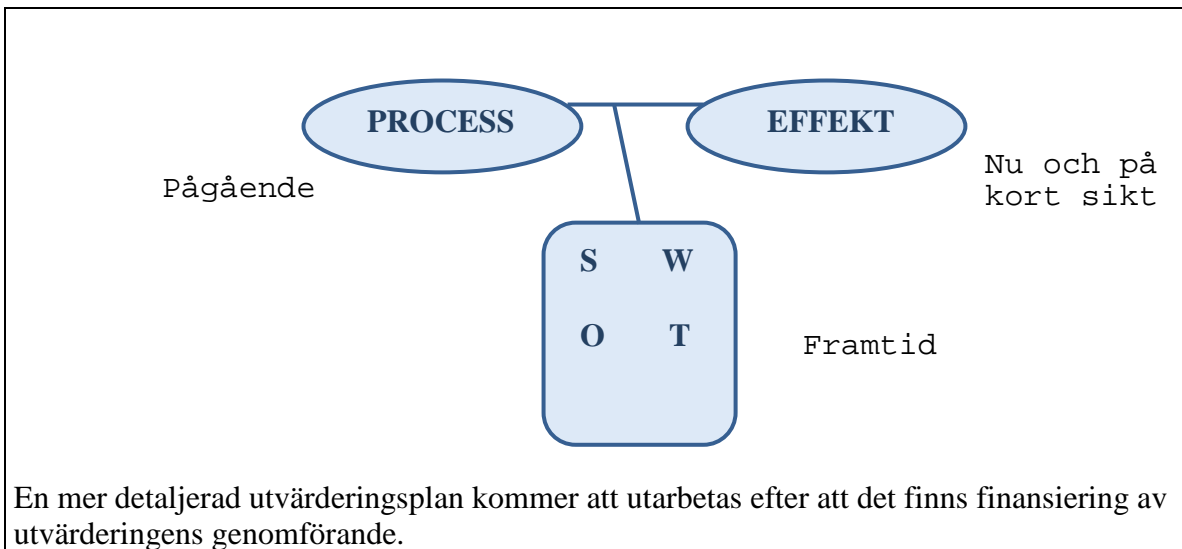 PROCESS EFFEKT
Pågående
Nu och på
kort sikt
S W
O T
Framtid
En mer detaljerad utvärderingsplan kommer att utarbetas efter att det finns finansiering av
utvärderingens genomförande.